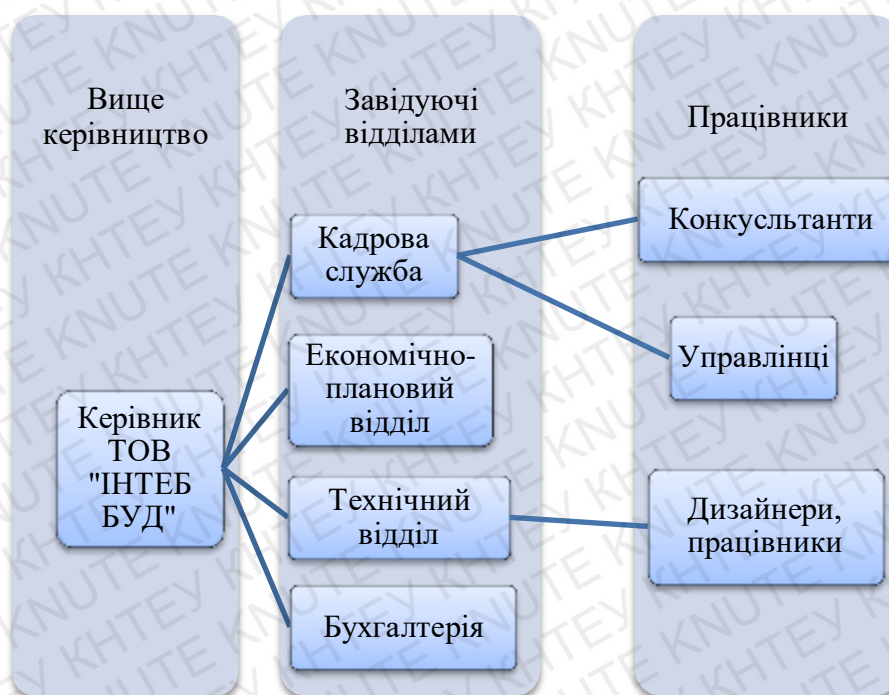 Вище
керівництво
Керівник
ТОВ
"ІНТЕБ
БУД"
Завідуючі
відділами
Кадрова
служба
Економічно-
плановий
відділ
Технічний
відділ
Бухгалтерія
Працівники
Конкусльтанти
Управлінці
Дизайнери,
працівники